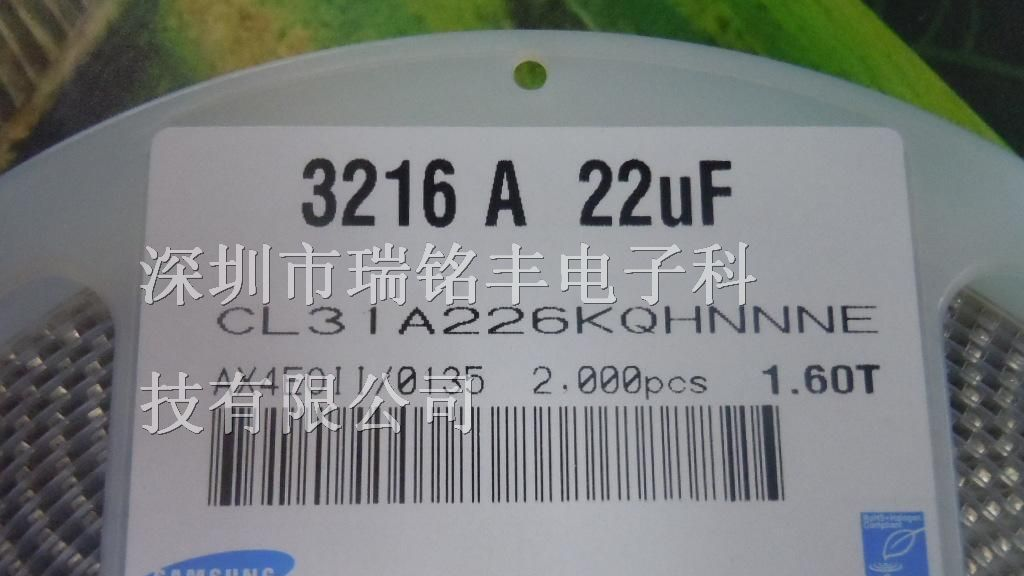 3216 A 22uF
深圳市瑞铭丰电子科
CL31A226KQHNNNE
2,000pcs 1.60T
技有限公司
SAMSUNG